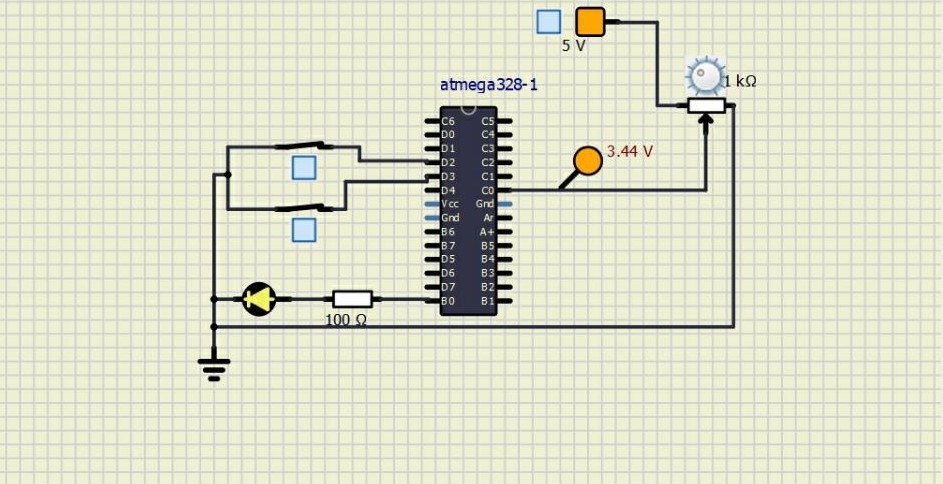 5 V
1 kΩ
atmega328-1
C6 C5
D0 C4
D1 C3
D2 C2
D3 C1
D4 C0
Vcc Gnd
Gnd Ar
B6 A+
B7 B5
D5 B4
D6 B3
D7 B2
B0 B1
3.44 V
100 Ω